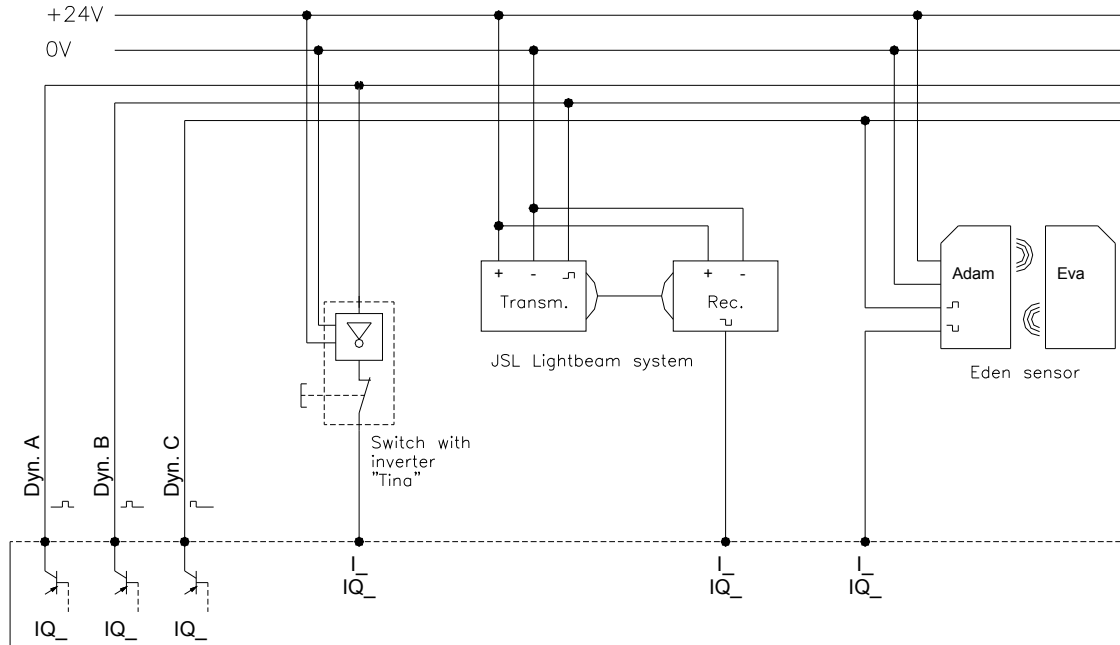 +24V
0V
Adam
Eva
+ -
Transm.
+ -
Rec.
JSL Lightbeam system
Eden sensor
Switch with
inverter
"Tina"
Dyn. A
Dyn. B
Dyn. C
I_
IQ_
I_
IQ_
I_
IQ_
IQ_
IQ_
IQ_